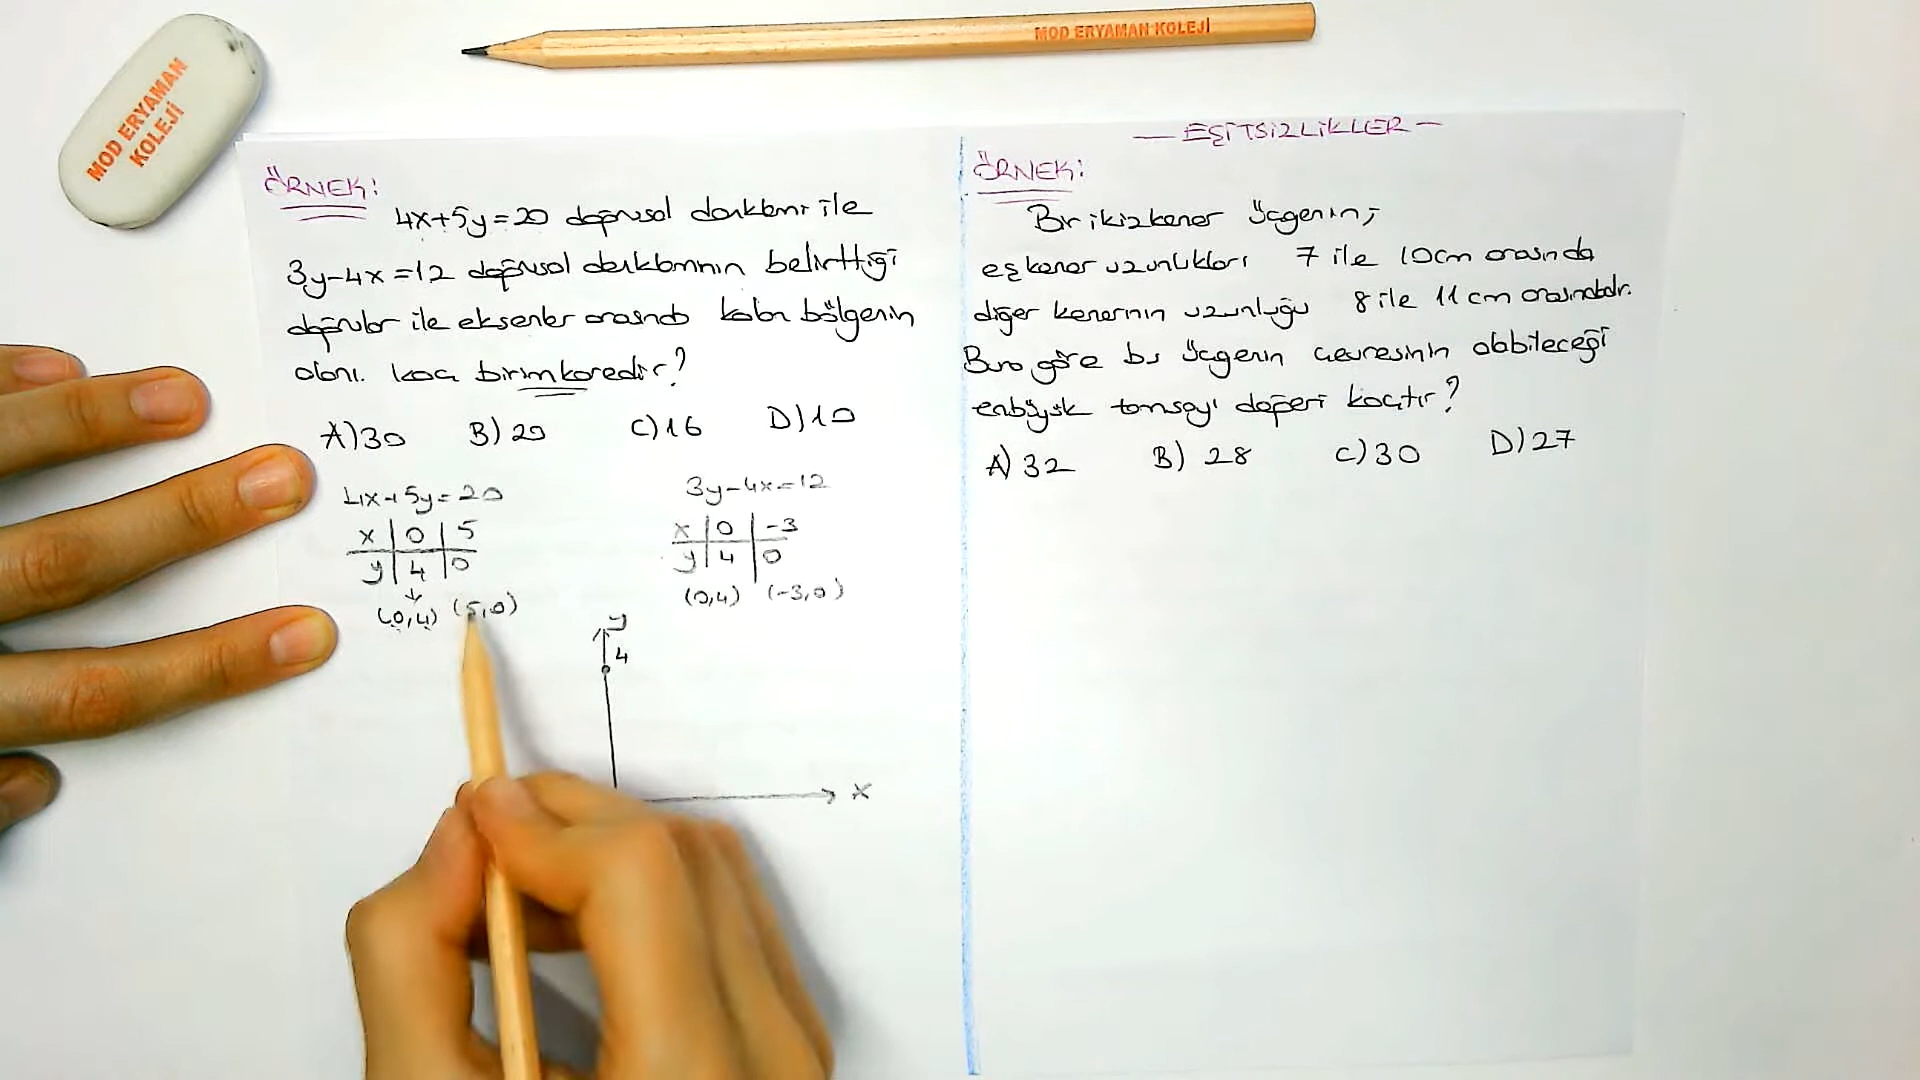 MOD ERYAMAN KOLEJİ
MOD ERYAMAN
KOLEJİ
ÖRNEK:
4x+5y=20 doğrusal denklemi ile
3y-4x=12 doğrusal denkleminin belirttiği
doğrular ile eksenler arasında kalan bölgenin
alanı kaç birimkaredir?
A)30 B)20 C)16 D)10
4x+5y=20
x 0 5
y 4 0
(0,4) (5,0)
3y-4x=12
x 0 -3
y 4 0
(0,4) (-3,0)
y
4
x
— EŞİTSİZLİKLER —
ÖRNEK:
Bir ikizkenar üçgenin;
eşkenar uzunlukları 7 ile 10cm arasında
diğer kenarının uzunluğu 8 ile 11cm arasındadır.
Buna göre bu üçgenin çevresinin alabileceği
enbüyük tamsayı değeri kaçtır?
A) 32 B) 28 C)30 D)27